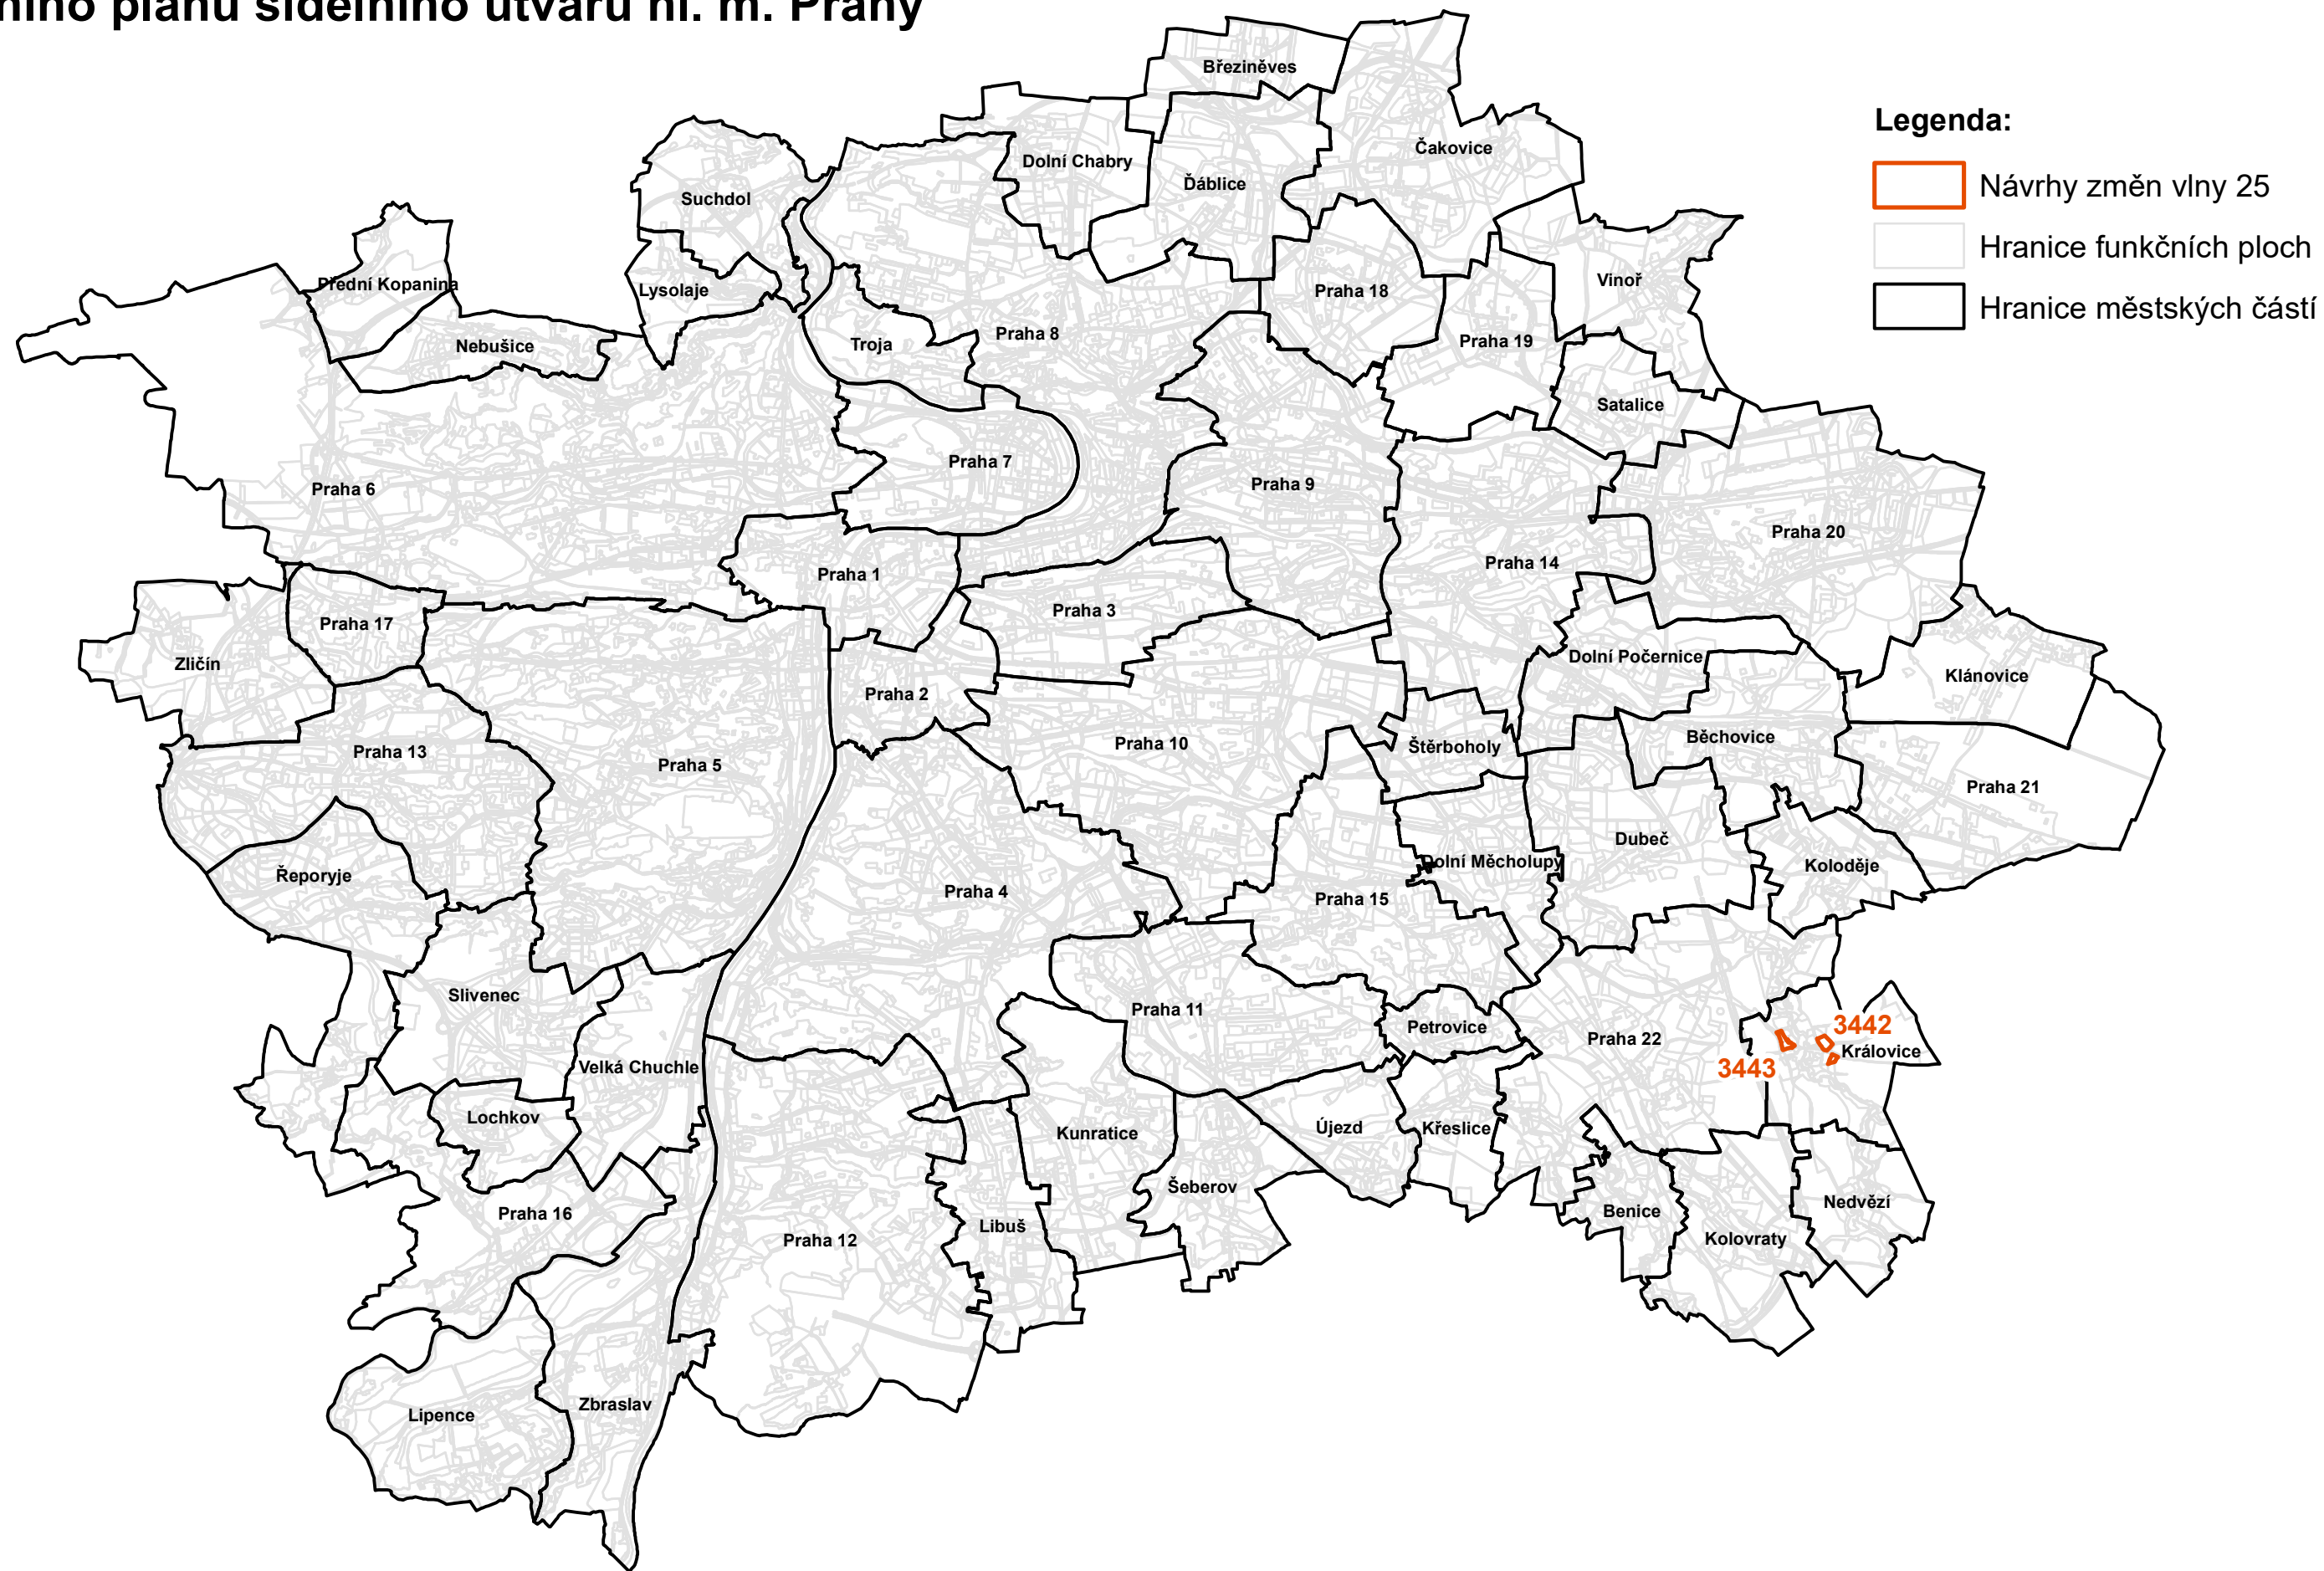 ního plánu sídelního útvaru hl. m. Prahy
Legenda:
Návrhy změn vlny 25
Hranice funkčních ploch
Hranice městských částí
Březiněves
Čakovice
Dolní Chabry
Ďáblice
Suchdol
Přední Kopanina
Lysolaje
Vinoř
Praha 18
Praha 8
Troja
Praha 19
Nebušice
Satalice
Praha 7
Praha 9
Praha 6
Praha 20
Praha 14
Praha 1
Praha 3
Praha 17
Zličín
Dolní Počernice
Klánovice
Praha 2
Praha 10
Štěrboholy
Běchovice
Praha 13
Praha 5
Praha 21
Dubeč
Dolní Měcholupy
Koloděje
Řeporyje
Praha 4
Praha 15
Slivenec
Praha 11
Petrovice
3442
Praha 22
Královice
3443
Velká Chuchle
Lochkov
Kunratice
Újezd
Křeslice
Šeberov
Nedvězí
Praha 16
Benice
Libuš
Praha 12
Kolovraty
Zbraslav
Lipence